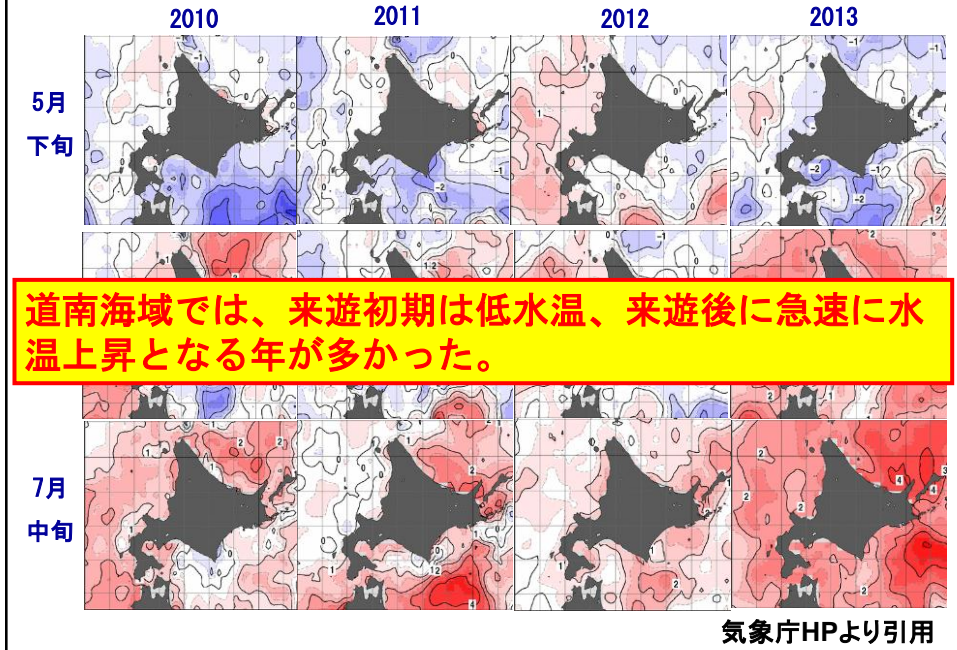 2010 2011 2012 2013
5月
下旬
道南海域では、来遊初期は低水温、来遊後に急速に水
温上昇となる年が多かった。
7月
中旬
気象庁HPより引用